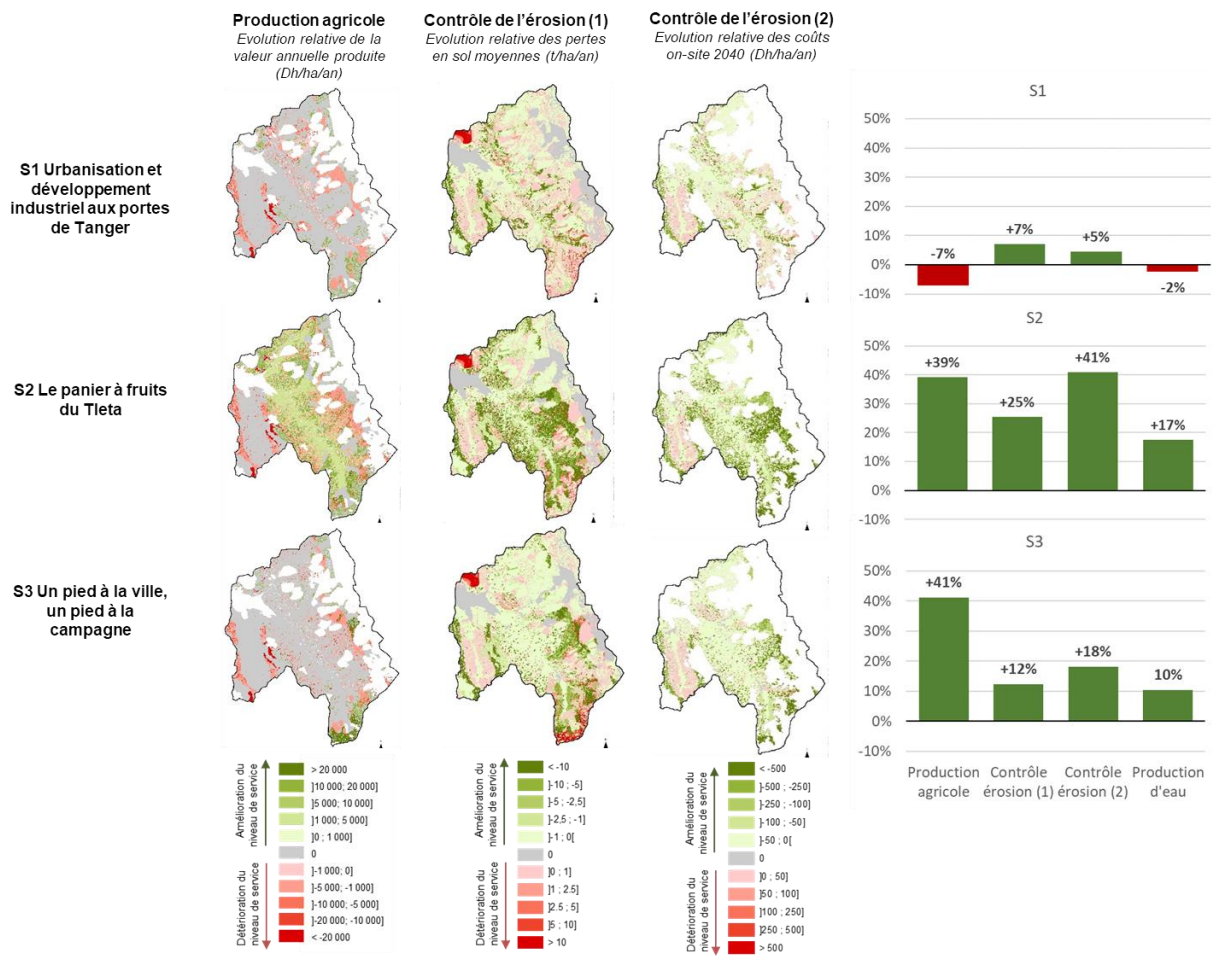 Production agricole
Evolution relative de la
valeur annuelle produite
(Dh/ha/an)
Contrôle de l'érosion (1)
Evolution relative des pertes
en sol moyennes (t/ha/an)
Contrôle de l'érosion (2)
Evolution relative des coûts
on-site 2040 (Dh/ha/an)
S1 Urbanisation et
développement
industriel aux portes
de Tanger
S1
50%
40%
30%
20%
10%
0%
-10%
-7%
+7%
+5%
-2%
S2 Le panier à fruits
du Tleta
S2
50%
40%
30%
20%
10%
0%
-10%
+39%
+25%
+41%
+17%
S3 Un pied à la ville,
un pied à la
campagne
S3
50%
40%
30%
20%
10%
0%
-10%
+41%
+12%
+18%
10%
Production
agricole
Contrôle
érosion (1)
Contrôle
érosion (2)
Production
d'eau
Amélioration du
niveau de service
Détérioration du
niveau de service
> 20 000
]10 000; 20 000]
]5 000; 10 000]
]1 000; 5 000]
]0 ; 1 000]
0
]-1 000; 0]
]-5 000; -1 000]
]-10 000; -5 000]
]-20 000; -10 000]
< -20 000
Amélioration du
niveau de service
Détérioration du
niveau de service
< -10
]-10 ; -5]
]-5 ; -2,5]
]-2,5 ; -1]
]-1 ; 0[
0
]0 ; 1]
]1 ; 2.5]
]2.5 ; 5]
]5 ; 10]
> 10
Amélioration du
niveau de service
Détérioration du
niveau de service
< -500
]-500 ; -250]
]-250 ; -100]
]-100 ; -50]
]-50 ; 0[
0
]0 ; 50]
]50 ; 100]
]100 ; 250]
]250 ; 500]
> 500